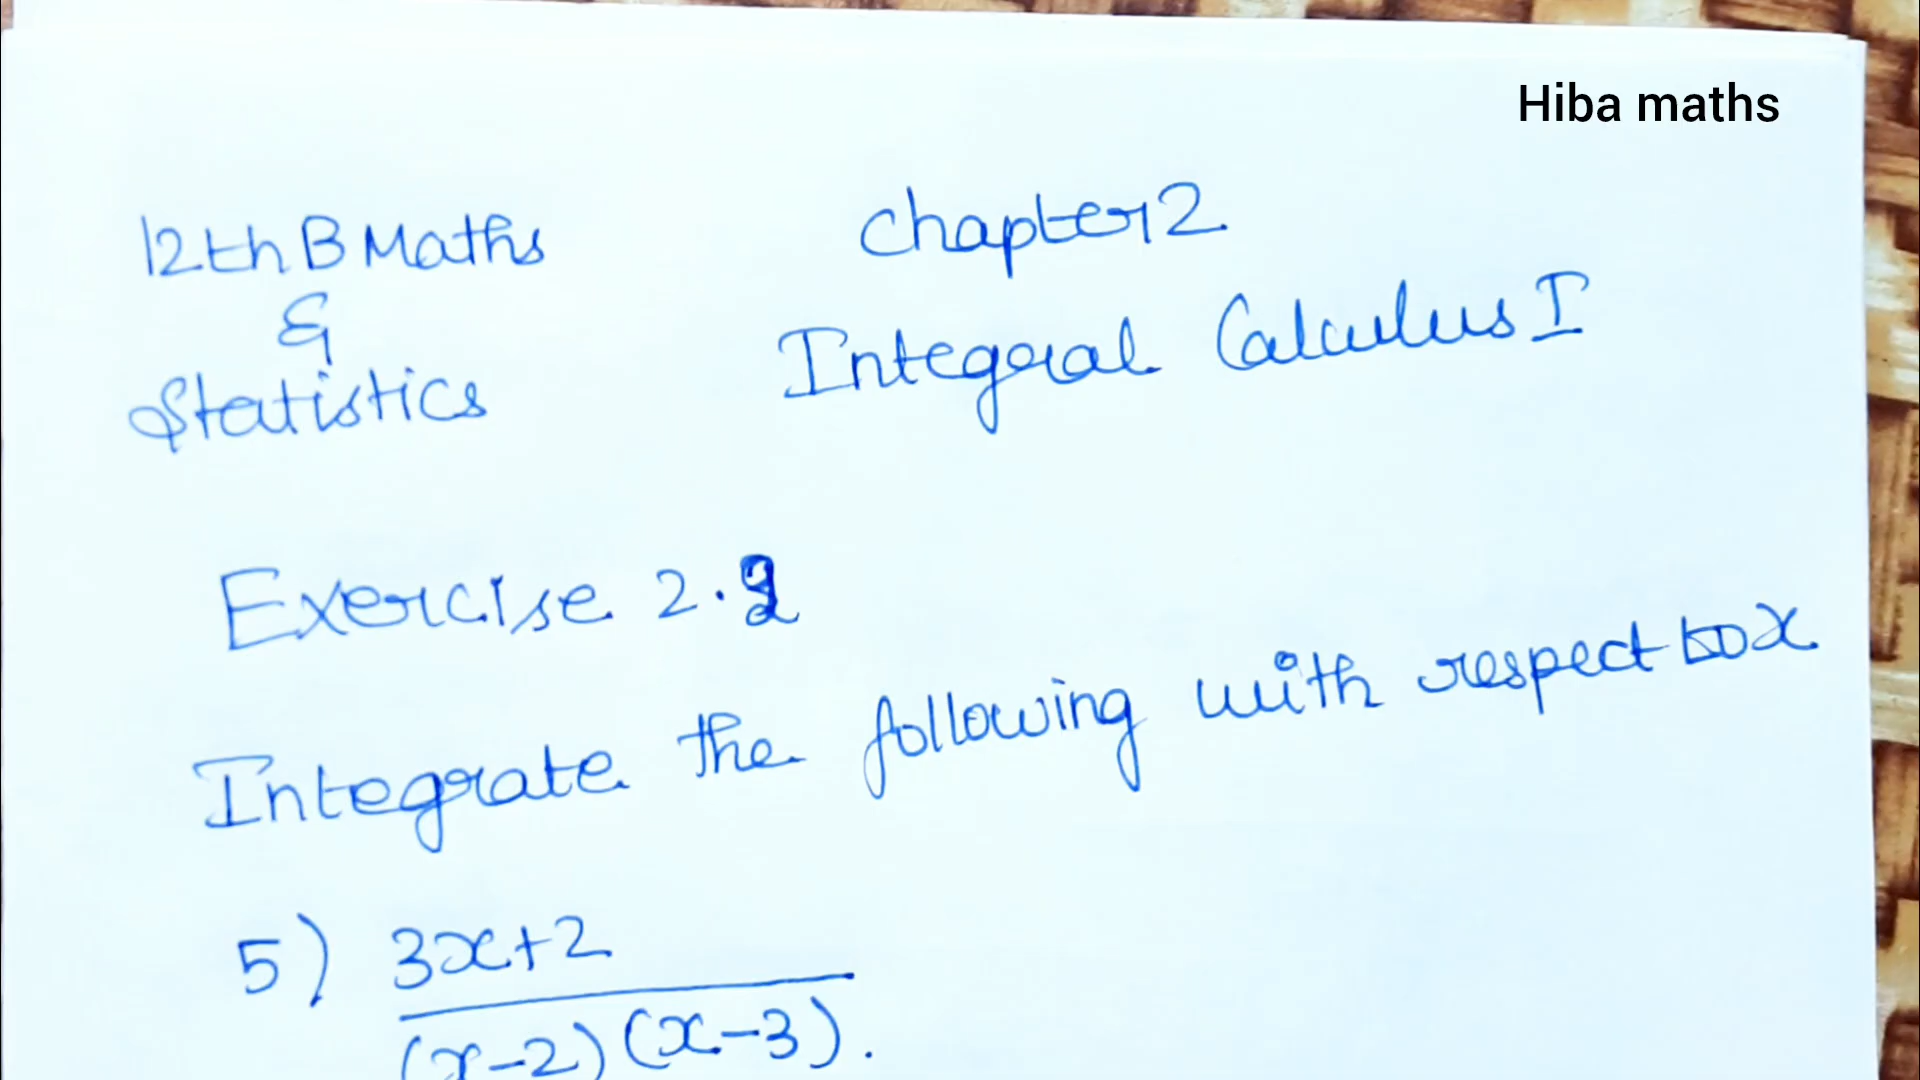 Hiba maths
12th B Maths
&
Statistics
Chapter 2
Integral Calculus I
Exercise 2.2
Integrate the following with respect to x
5) 3x+2
(x-2)(x-3).